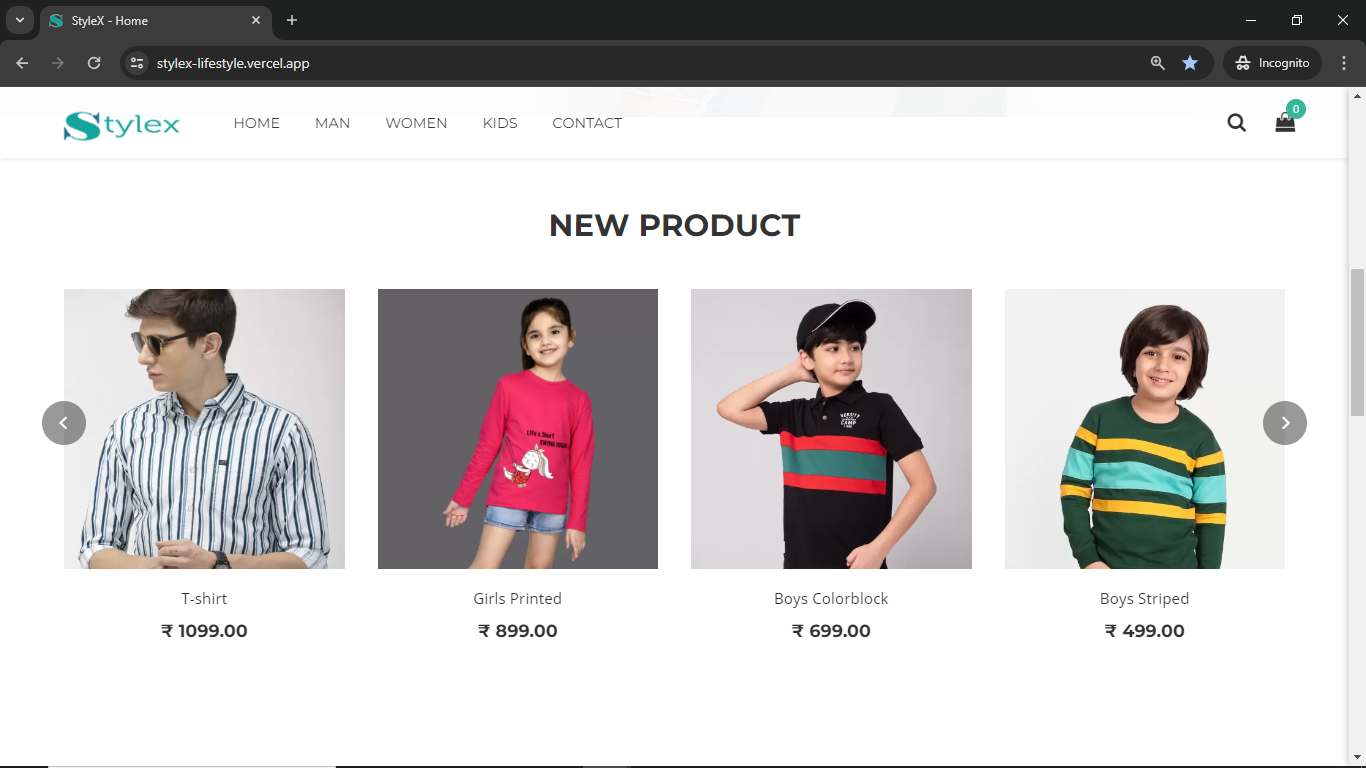 StyleX - Home
stylex-lifestyle.vercel.app
Incognito
Stylex
HOME
MAN
WOMEN
KIDS
CONTACT
0
NEW PRODUCT
Life's Short
SWING HIGH
VARSITY
CAMP
T-shirt
Girls Printed
Boys Colorblock
Boys Striped
₹ 1099.00
₹ 899.00
₹ 699.00
₹ 499.00